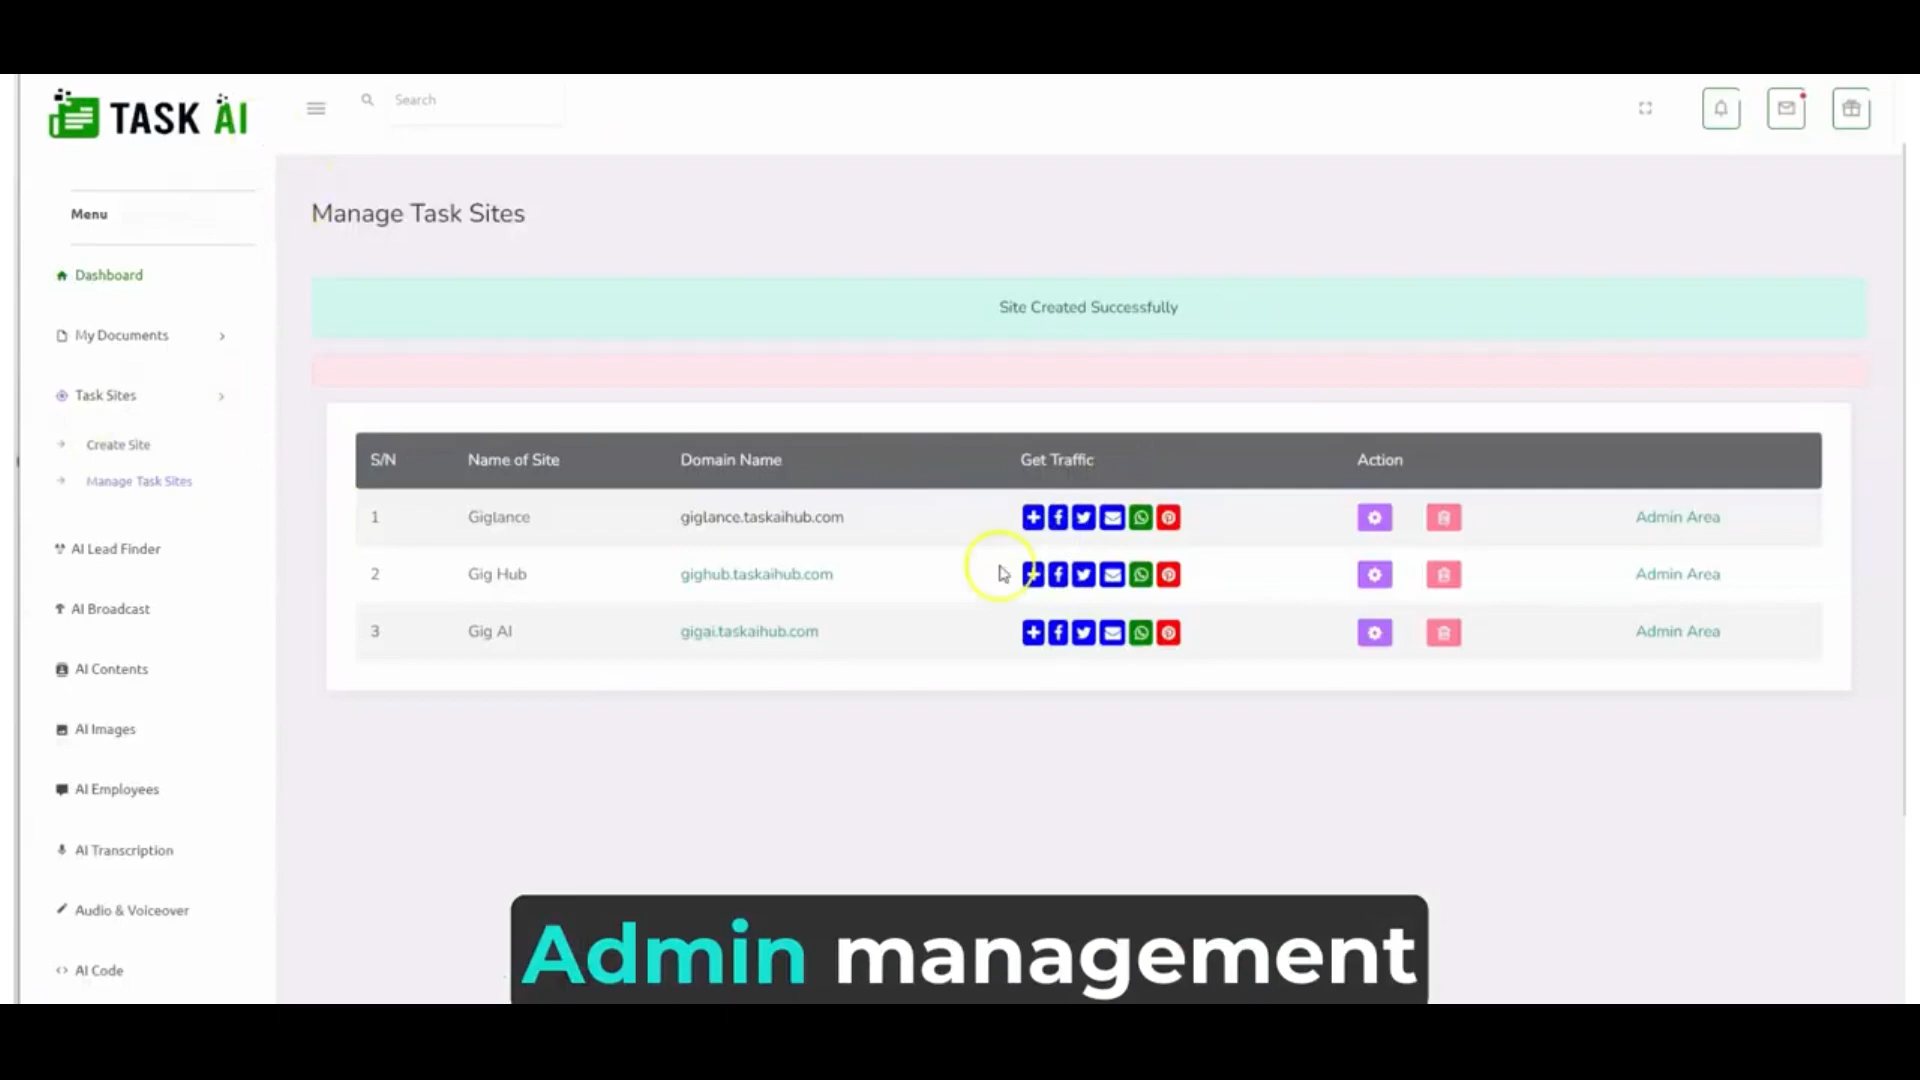 TASK AI
Search
Menu
Manage Task Sites
Dashboard
Site Created Successfully
My Documents
Task Sites
Create Site
Manage Task Sites
S/N Name of Site Domain Name Get Traffic Action
1 Giglance giglance.taskaihub.com Admin Area
2 Gig Hub gighub.taskaihub.com Admin Area
3 Gig AI gigai.taskaihub.com Admin Area
AI Lead Finder
AI Broadcast
AI Contents
AI Images
AI Employees
AI Transcription
Audio & Voiceover
AI Code
Admin management